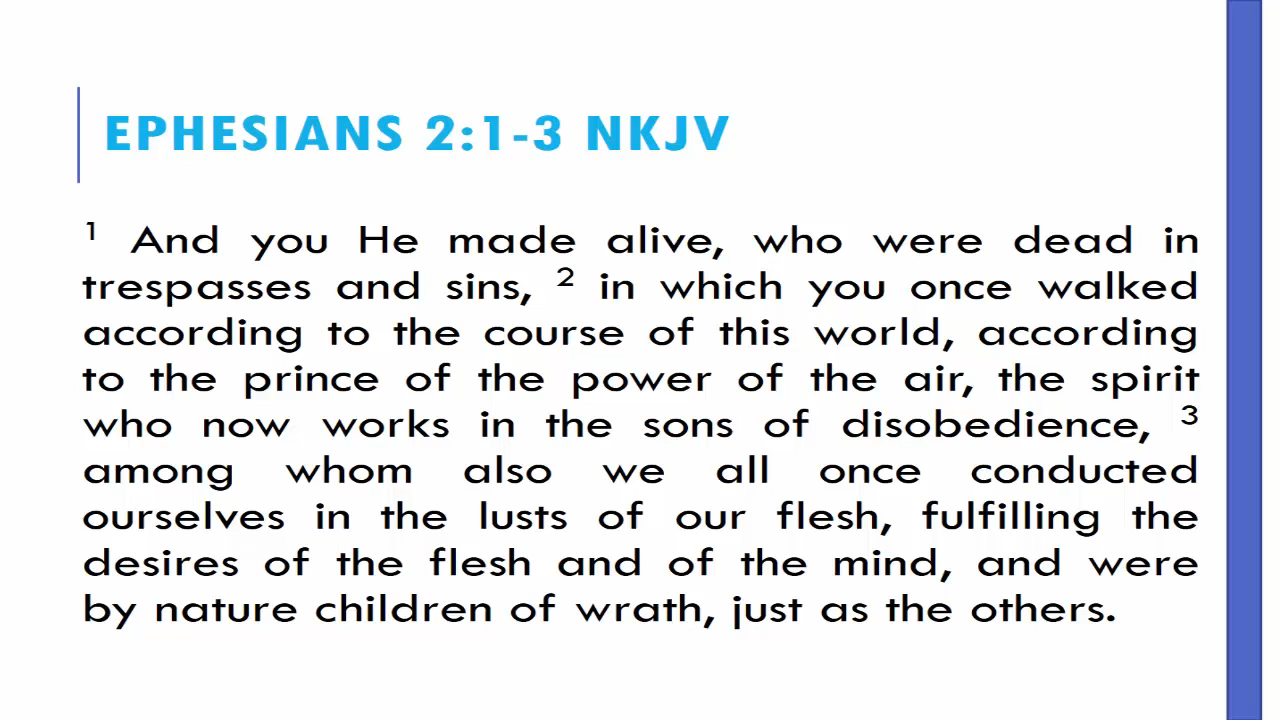 EPHESIANS 2:1-3 NKJV
1 And you He made alive, who were dead in
trespasses and sins, 2 in which you once walked
according to the course of this world, according
to the prince of the power of the air, the spirit
who now works in the sons of disobedience, 3
among whom also we all once conducted
ourselves in the lusts of our flesh, fulfilling the
desires of the flesh and of the mind, and were
by nature children of wrath, just as the others.